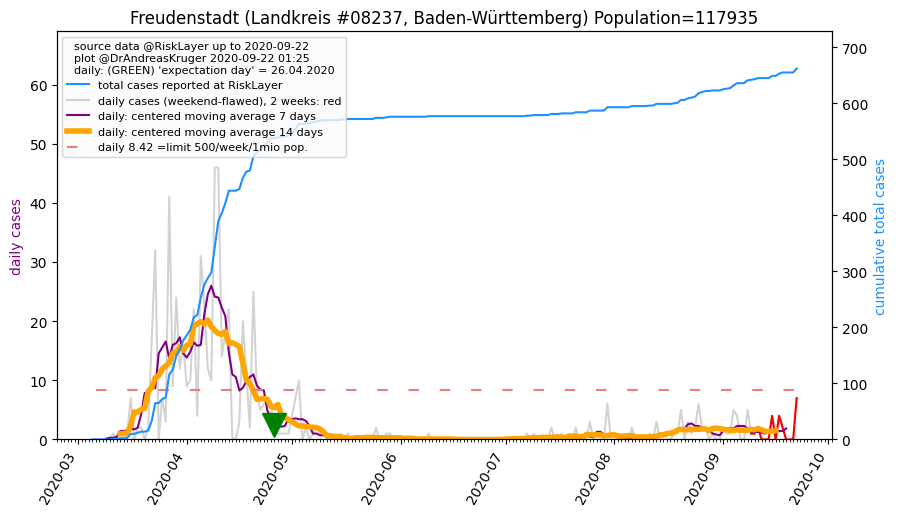 Freudenstadt (Landkreis #08237, Baden-Württemberg) Population=117935
source data @RiskLayer up to 2020-09-22
plot @DrAndreasKruger 2020-09-22 01:25
daily: (GREEN) 'expectation day' = 26.04.2020
total cases reported at RiskLayer
daily cases (weekend-flawed), 2 weeks: red
daily: centered moving average 7 days
daily: centered moving average 14 days
daily 8.42 =limit 500/week/1mio pop.
daily cases
0
10
20
30
40
50
60
cumulative total cases
0
100
200
300
400
500
600
700
2020-03
2020-04
2020-05
2020-06
2020-07
2020-08
2020-09
2020-10